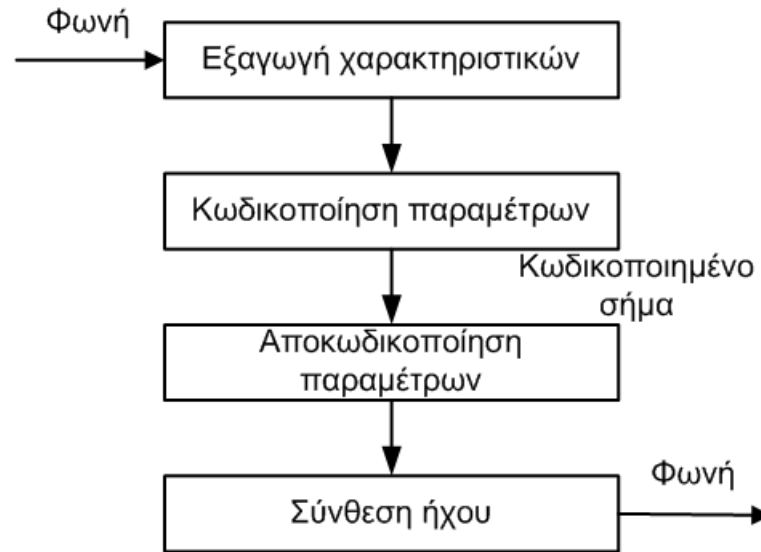 Φωνή
Εξαγωγή χαρακτηριστικών
Κωδικοποίηση παραμέτρων
Κωδικοποιημένο
σήμα
Αποκωδικοποίηση
παραμέτρων
Φωνή
Σύνθεση ήχου